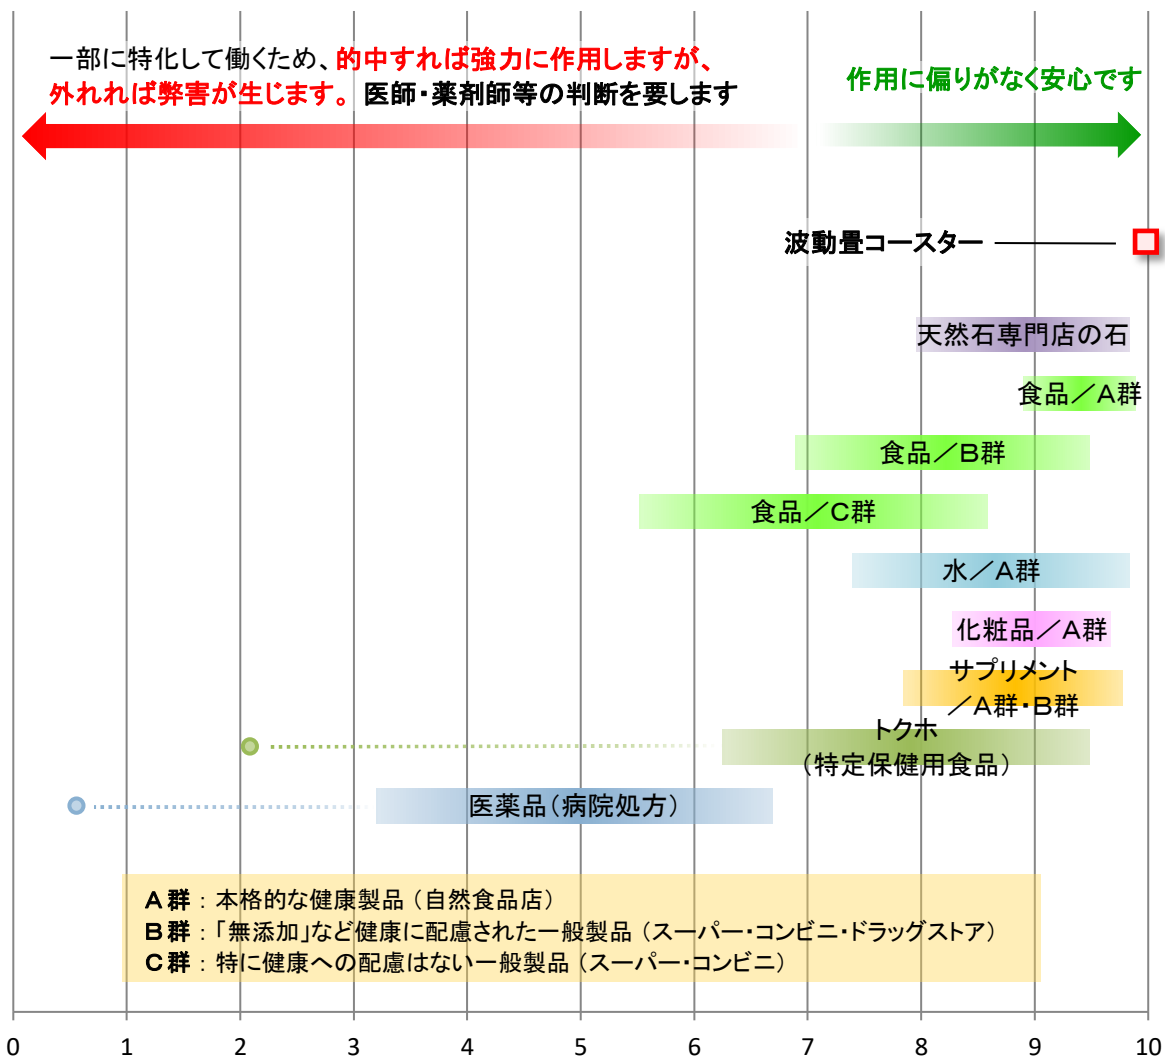 一部に特化して働くため、的中すれば強力に作用しますが、
外れれば弊害が生じます。 医師・薬剤師等の判断を要します
作用に偏りがなく安心です
波動畳コースター
天然石専門店の石
食品／A群
食品／B群
食品／C群
水／A群
化粧品／A群
サプリメント
／A群・B群
トクホ
（特定保健用食品）
医薬品（病院処方）
A群 ： 本格的な健康製品 （自然食品店）
B群 ： 「無添加」など健康に配慮された一般製品 （スーパー・コンビニ・ドラッグストア）
C群 ： 特に健康への配慮はない一般製品 （スーパー・コンビニ）
0 1 2 3 4 5 6 7 8 9 10